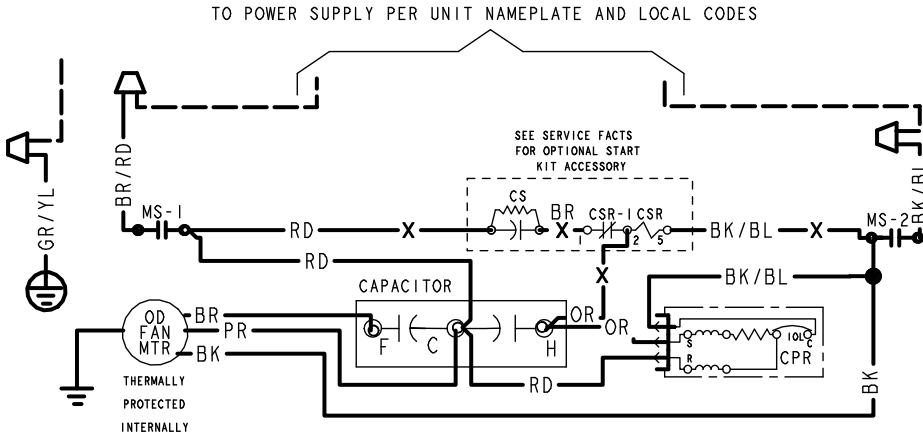 TO POWER SUPPLY PER UNIT NAMEPLATE AND LOCAL CODES
SEE SERVICE FACTS
FOR OPTIONAL START
KIT ACCESSORY
BR/RD
GR/YL
BK/BL
MS-1
CS
BR
CSR-1 CSR
MS-2
RD
X
X
1
2
5
BK/BL
X
RD
X
BK/BL
CAPACITOR
OD
FAN
MTR
BR
PR
BK
F
C
H
OR
OR
S
R
IOL
C
CPR
RD
BK
THERMALLY
PROTECTED
INTERNALLY